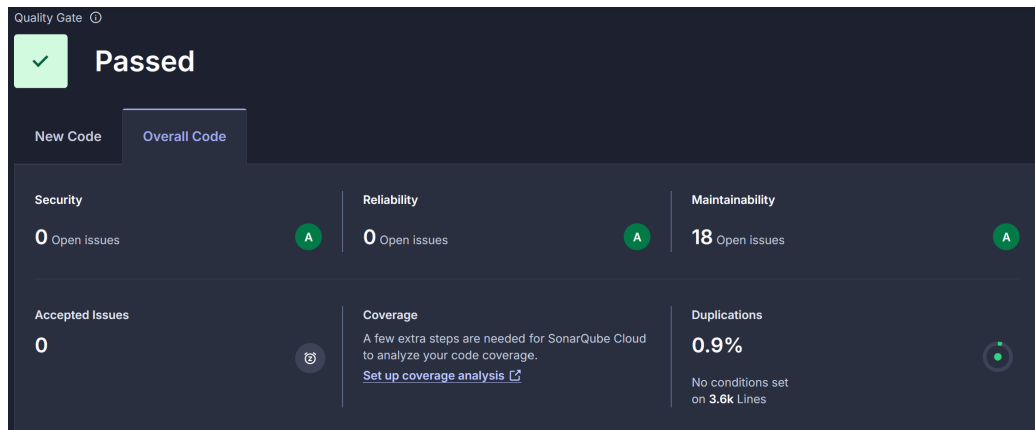 Quality Gate
Passed
New Code
Overall Code
Security
0 Open issues
A
Reliability
0 Open issues
A
Maintainability
18 Open issues
A
Accepted Issues
0
Coverage
A few extra steps are needed for SonarQube Cloud
to analyze your code coverage.
Set up coverage analysis
Duplications
0.9%
No conditions set
on 3.6k Lines